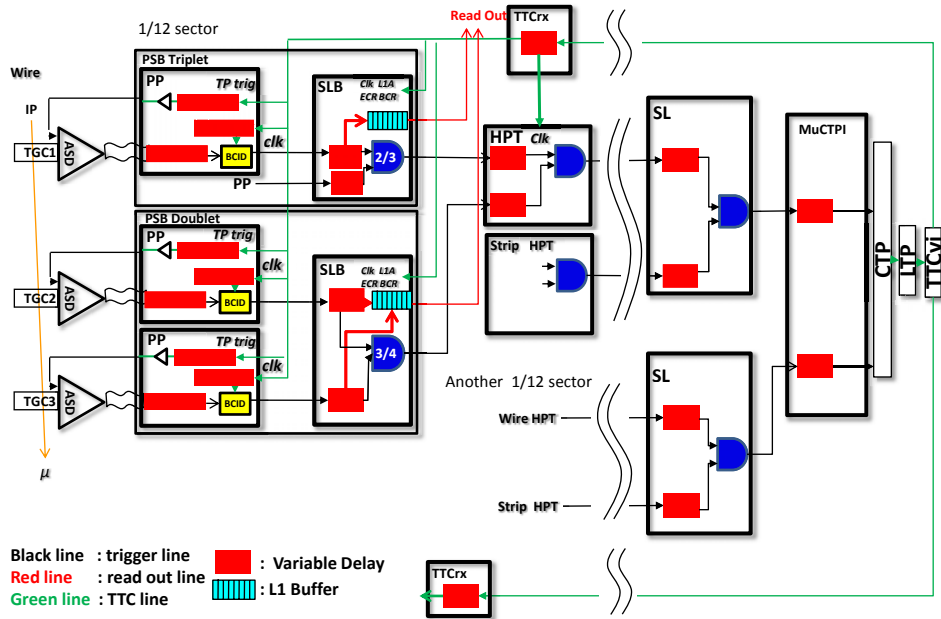 1/12 sector
Read Out
TTCrx
Wire
PSB Triplet
PP
TP trig
SLB
Clk L1A
ECR BCR
IP
clk
TGC1
ASD
BCID
2/3
PP
HPT
Clk
SL
MuCTPI
PSB Doublet
PP
TP trig
clk
SLB
Clk L1A
ECR BCR
Strip HPT
TGC2
ASD
BCID
3/4
CTP
LTP
TTCvi
PP
TP trig
clk
TGC3
ASD
BCID
Another 1/12 sector
SL
Wire HPT
μ
Strip HPT
Black line : trigger line
Red line : read out line
Green line : TTC line
: Variable Delay
: L1 Buffer
TTCrx